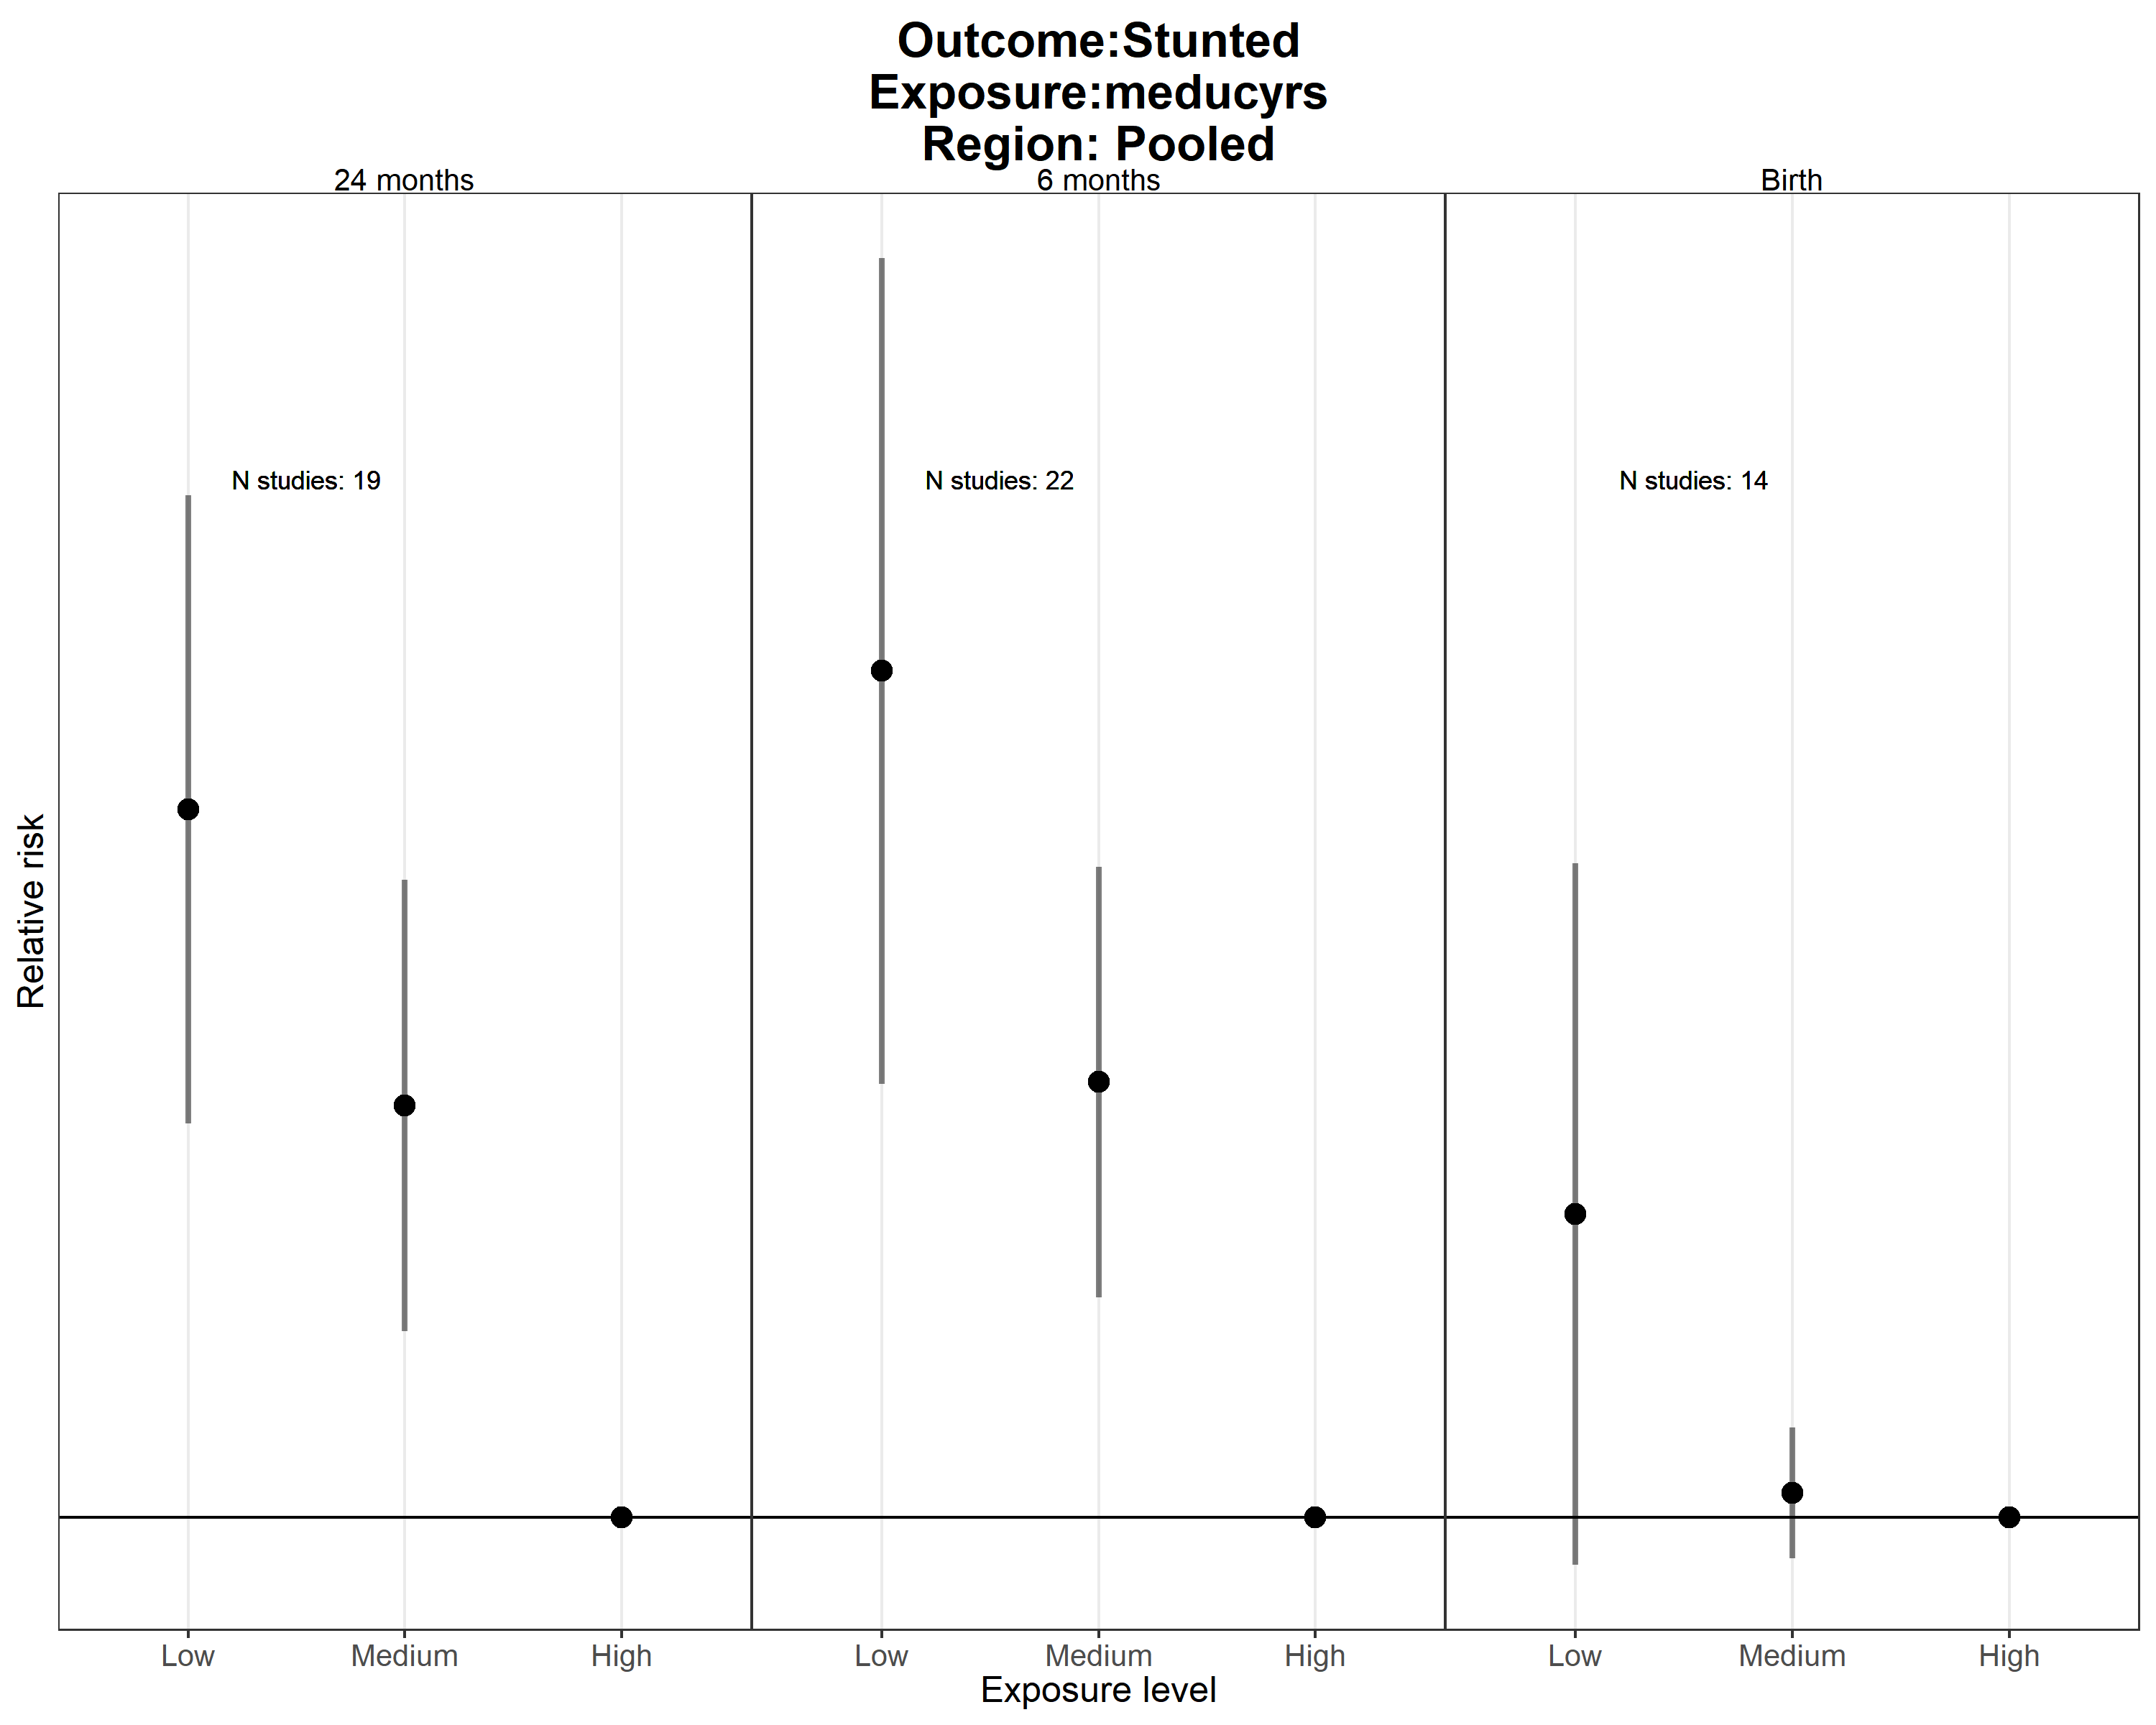 Outcome:Stunted
Exposure:meducyrs
Region: Pooled
24 months
6 months
Birth
N studies: 19
N studies: 22
N studies: 14
Relative risk
Low
Medium
High
Low
Medium
High
Low
Medium
High
Exposure level